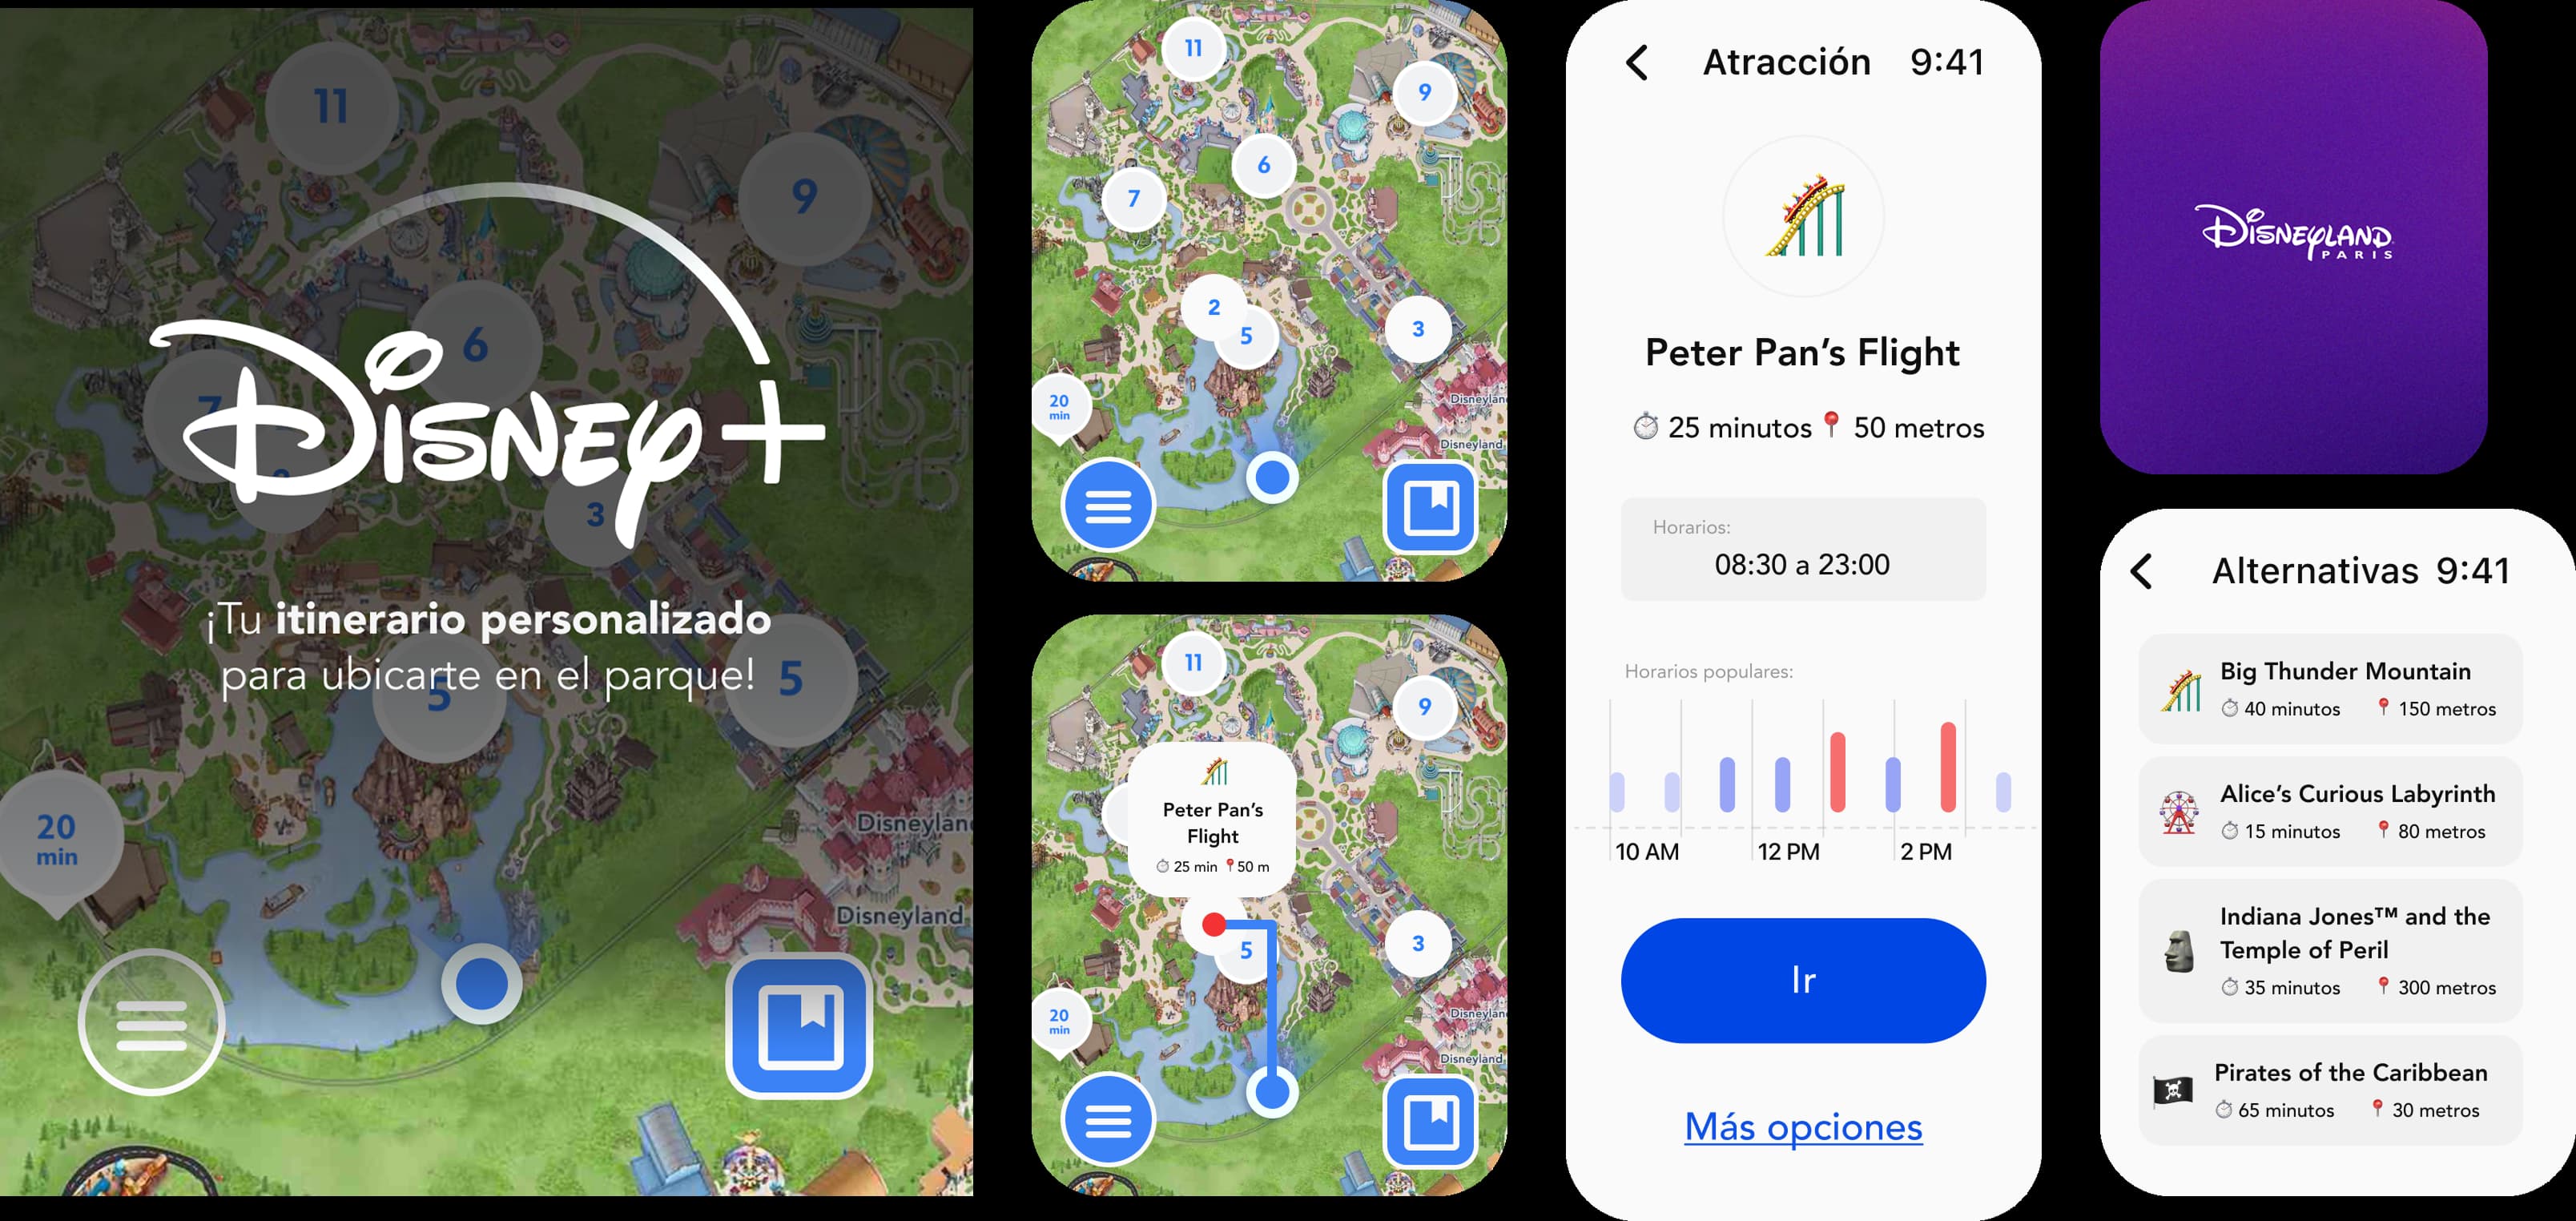 11
9
6
7
DISNEY+
3
¡Tu itinerario personalizado
para ubicarte en el parque!
5
5
20
min
Disneylan
Disneyland
11
9
6
7
2
5
3
20
min
Disneylan
Disneyland
11
9
Peter Pan’s
Flight
25 min 50 m
5
3
20
min
Disneylan
Disneyland
Atracción 9:41
Peter Pan’s Flight
25 minutos 50 metros
Horarios:
08:30 a 23:00
Horarios populares:
10 AM 12 PM 2 PM
Ir
Más opciones
DISNEYLAND
PARIS
Alternativas 9:41
Big Thunder Mountain
40 minutos 150 metros
Alice’s Curious Labyrinth
15 minutos 80 metros
Indiana Jones™ and the
Temple of Peril
35 minutos 300 metros
Pirates of the Caribbean
65 minutos 30 metros